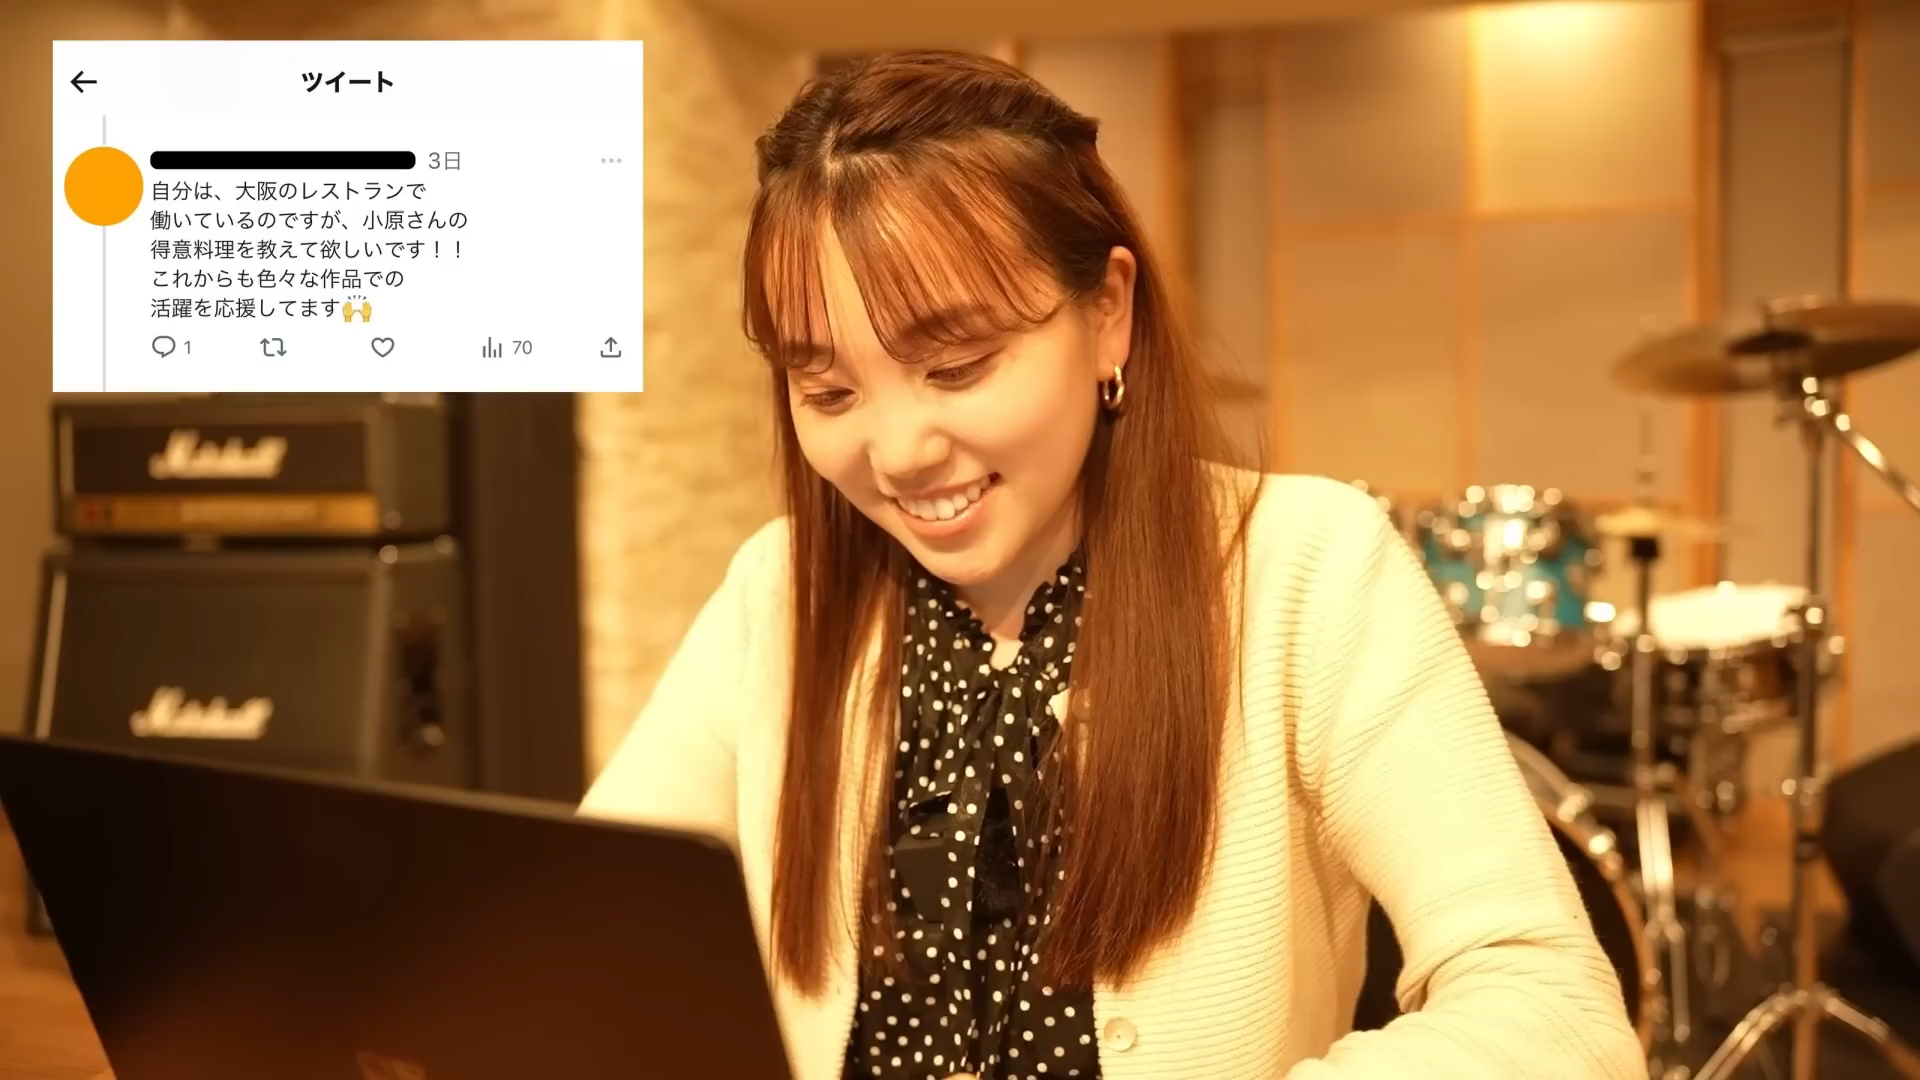 ツイート
3日
自分は、大阪のレストランで
働いているのですが、小原さんの
得意料理を教えて欲しいです！！
これからも色々な作品での
活躍を応援してます🙌
1
70
Marshall
Marshall